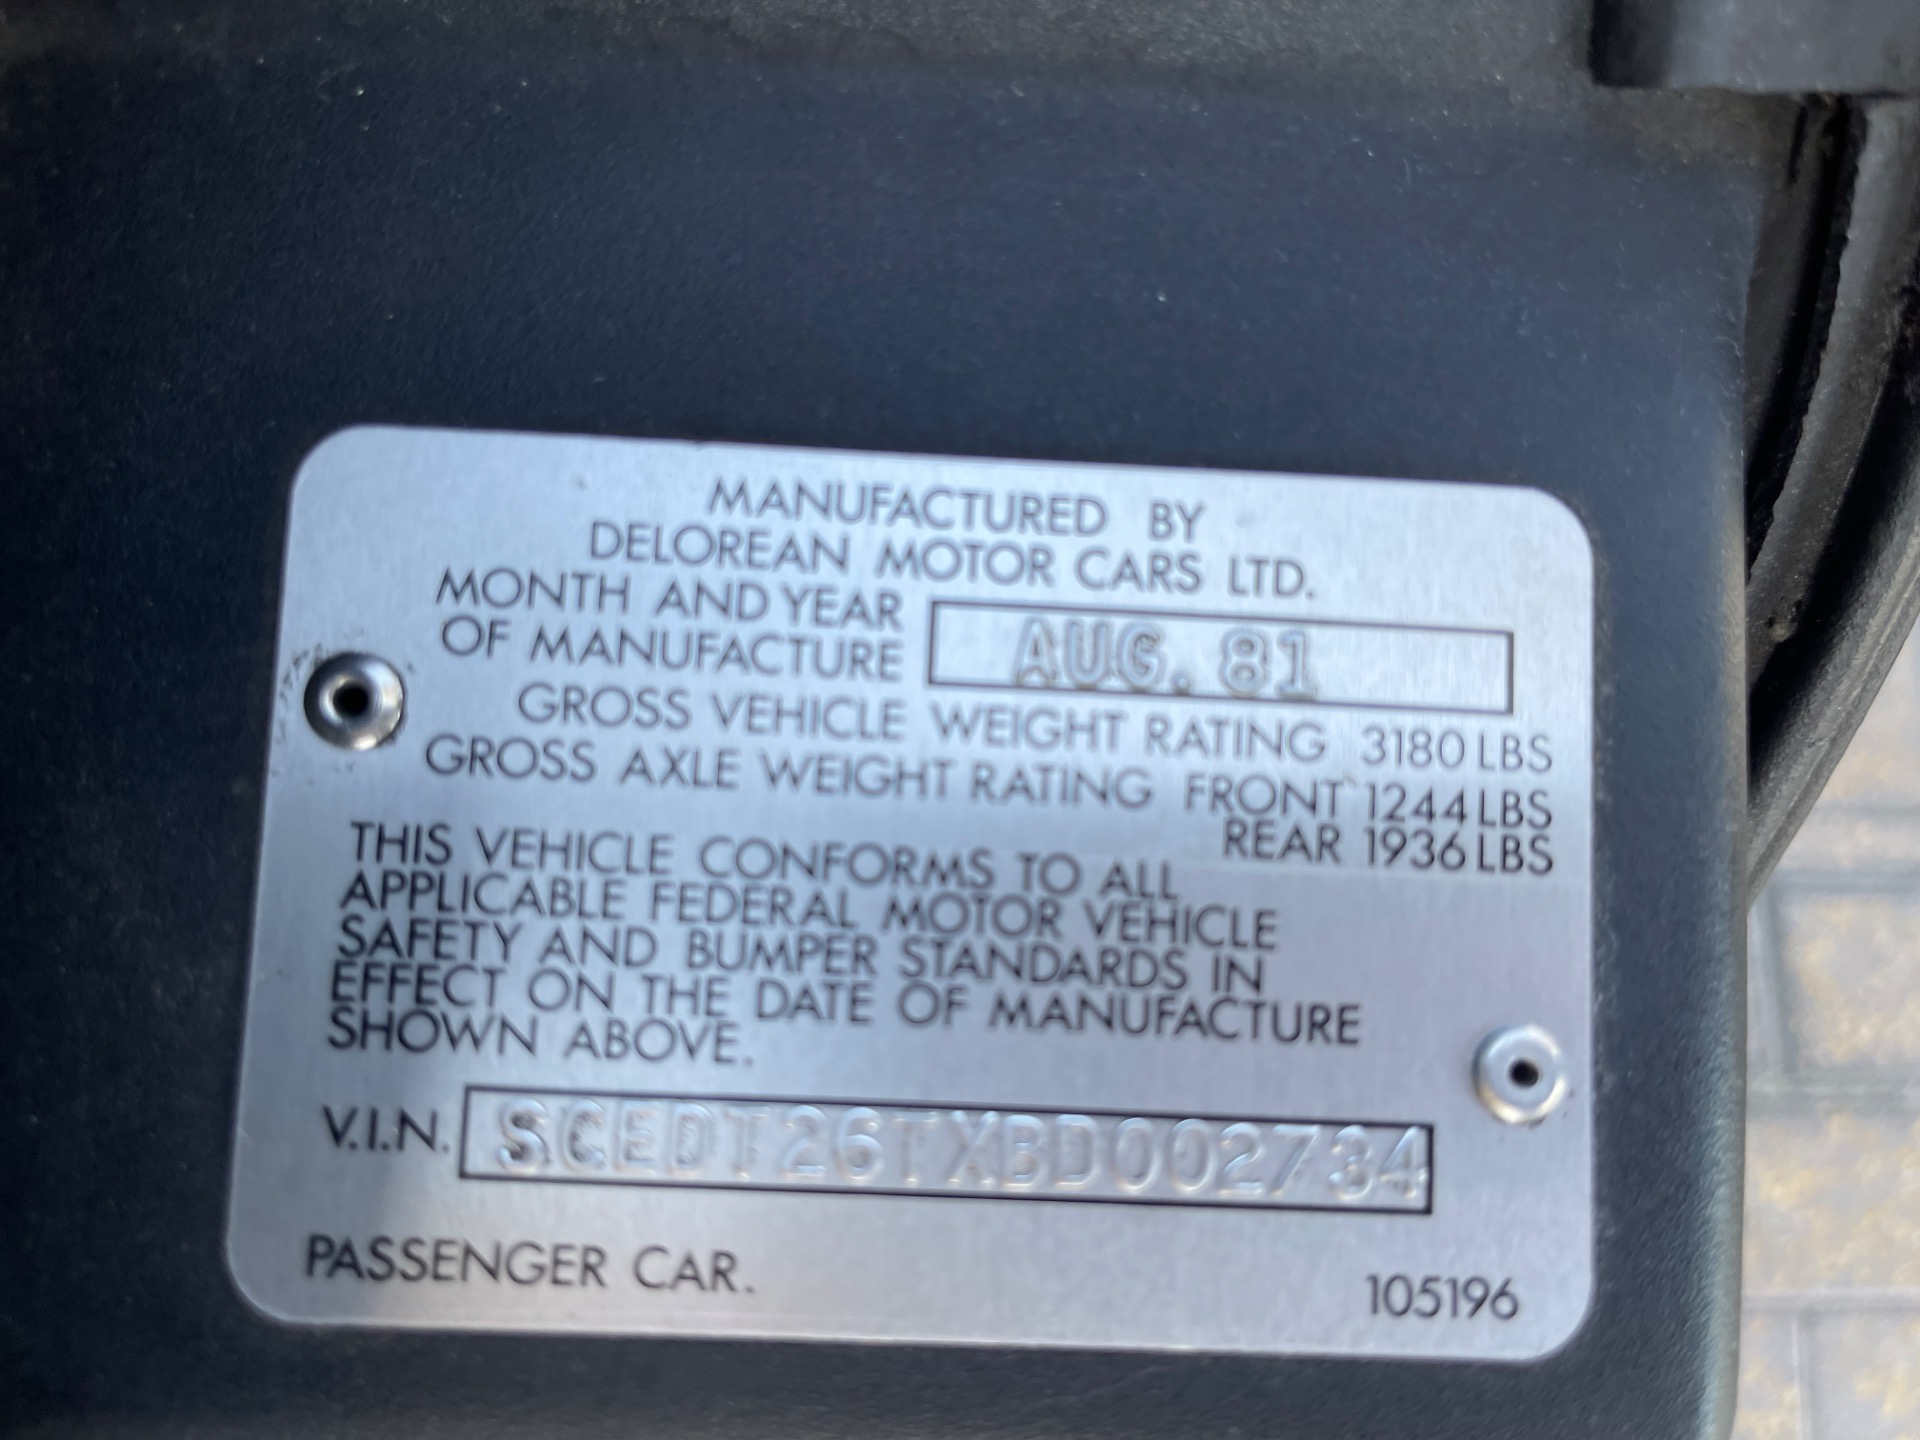 MANUFACTURED BY
DELOREAN MOTOR CARS LTD.
MONTH AND YEAR
OF MANUFACTURE AUG. 81
GROSS VEHICLE WEIGHT RATING 3180 LBS
GROSS AXLE WEIGHT RATING FRONT 1244 LBS
REAR 1936 LBS
THIS VEHICLE CONFORMS TO ALL
APPLICABLE FEDERAL MOTOR VEHICLE
SAFETY AND BUMPER STANDARDS IN
EFFECT ON THE DATE OF MANUFACTURE
SHOWN ABOVE.
V.I.N. SCEDT26TXBD002734
PASSENGER CAR.
105196